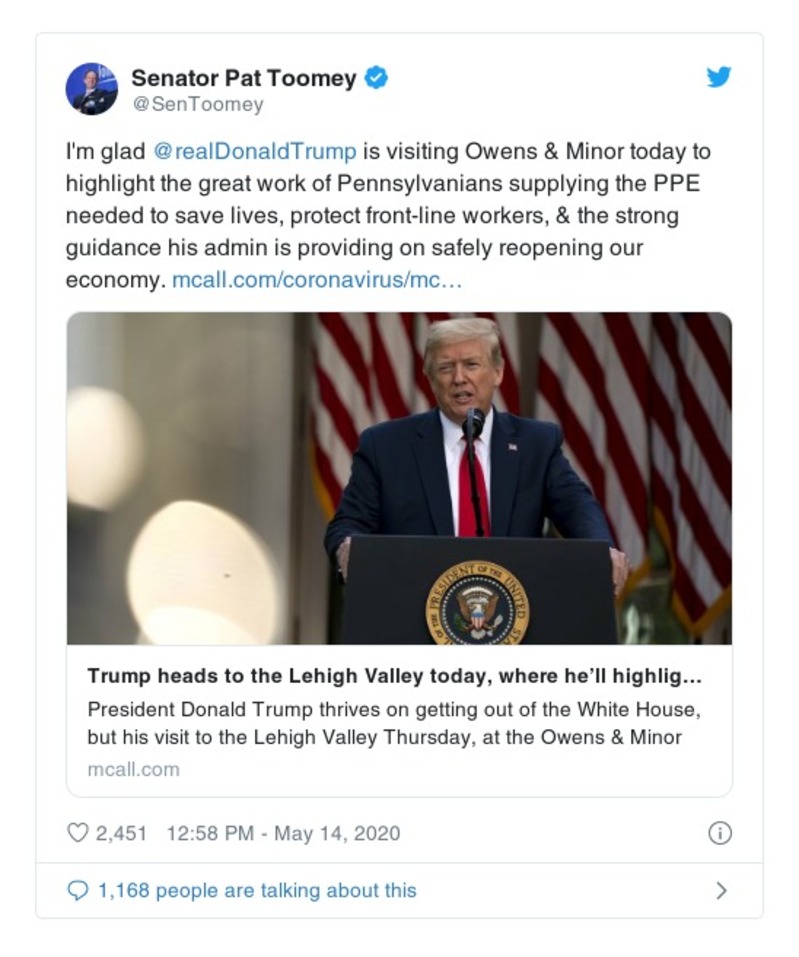 Senator Pat Toomey
@SenToomey
I'm glad @realDonaldTrump is visiting Owens & Minor today to
highlight the great work of Pennsylvanians supplying the PPE
needed to save lives, protect front-line workers, & the strong
guidance his admin is providing on safely reopening our
economy. mcall.com/coronavirus/mc…
PRESIDENT OF THE UNITED STA
SEAL OF THE
Trump heads to the Lehigh Valley today, where he’ll highlig…
President Donald Trump thrives on getting out of the White House,
but his visit to the Lehigh Valley Thursday, at the Owens & Minor
mcall.com
2,451 12:58 PM - May 14, 2020
1,168 people are talking about this